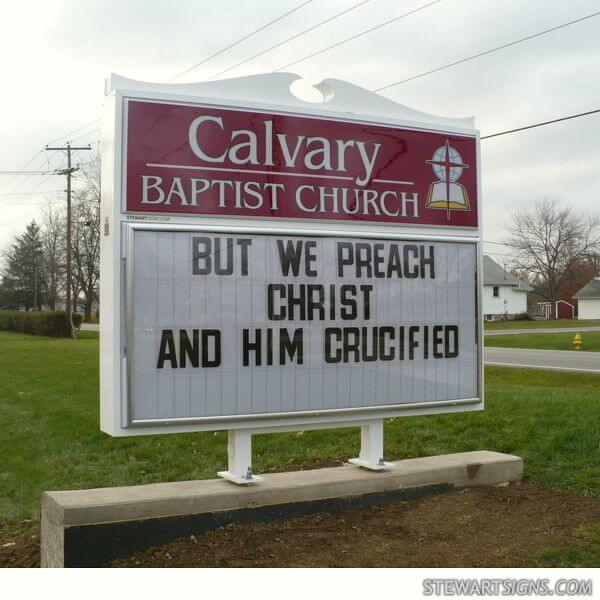 Calvary
BAPTIST CHURCH
STEWARTSIGNS.COM
BUT WE PREACH
CHRIST
AND HIM CRUCIFIED
STEWARTSIGNS.COM